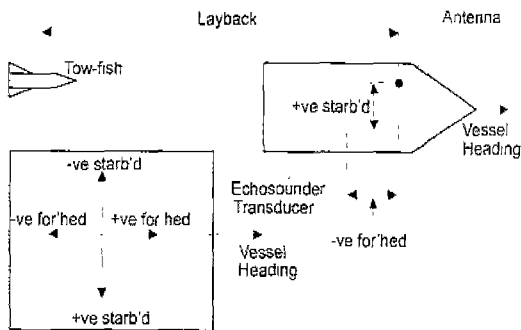 Layback
Antenna
Tow-fish
+ve starb'd
Vessel
Heading
-ve starb'd
Echosounder
Transducer
-ve for'hed
+ve for hed
-ve for'hed
Vessel
Heading
+ve starb'd